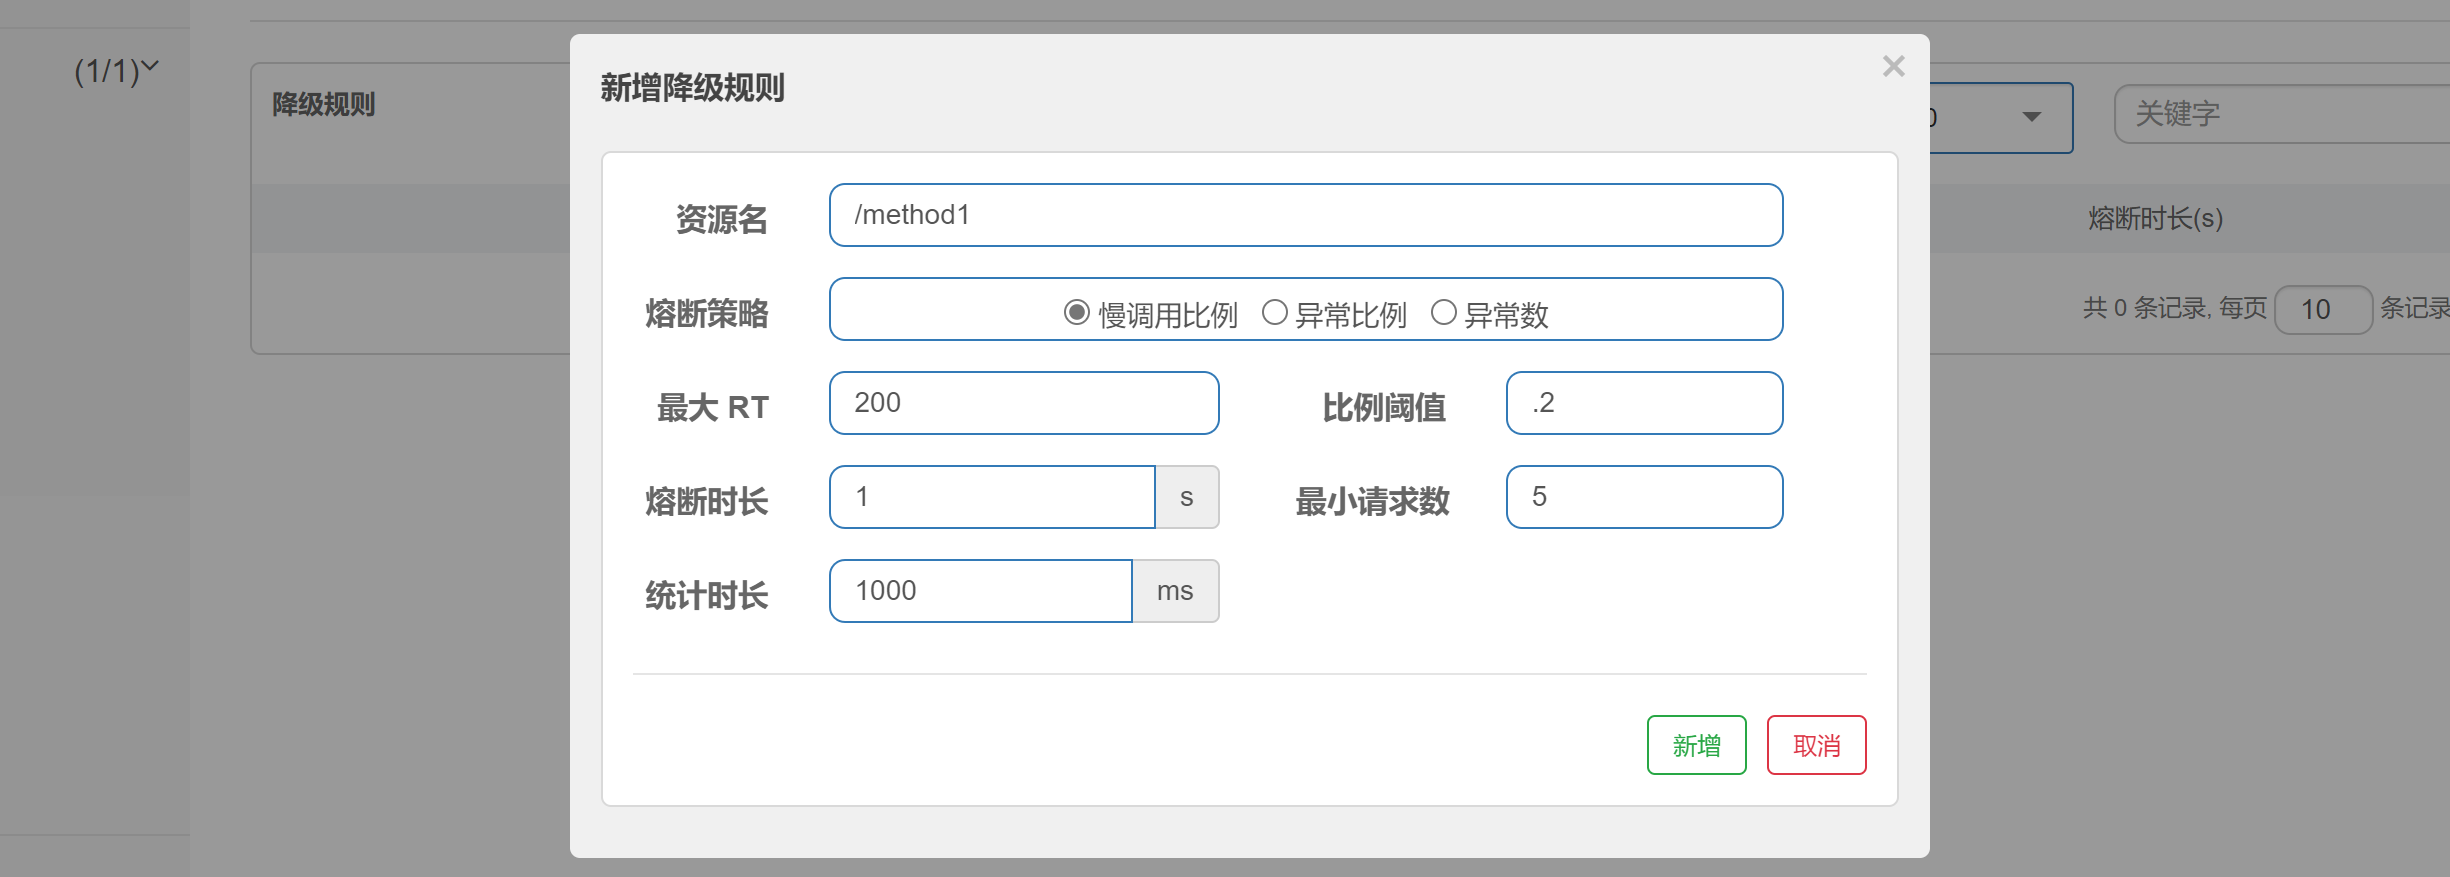 (1/1)
降级规则
关键字
熔断时长(s)
共 0 条记录, 每页 10 条记录
新增降级规则
×
资源名 /method1
熔断策略 慢调用比例 异常比例 异常数
最大 RT 200 比例阈值 .2
熔断时长 1 s 最小请求数 5
统计时长 1000 ms
新增 取消